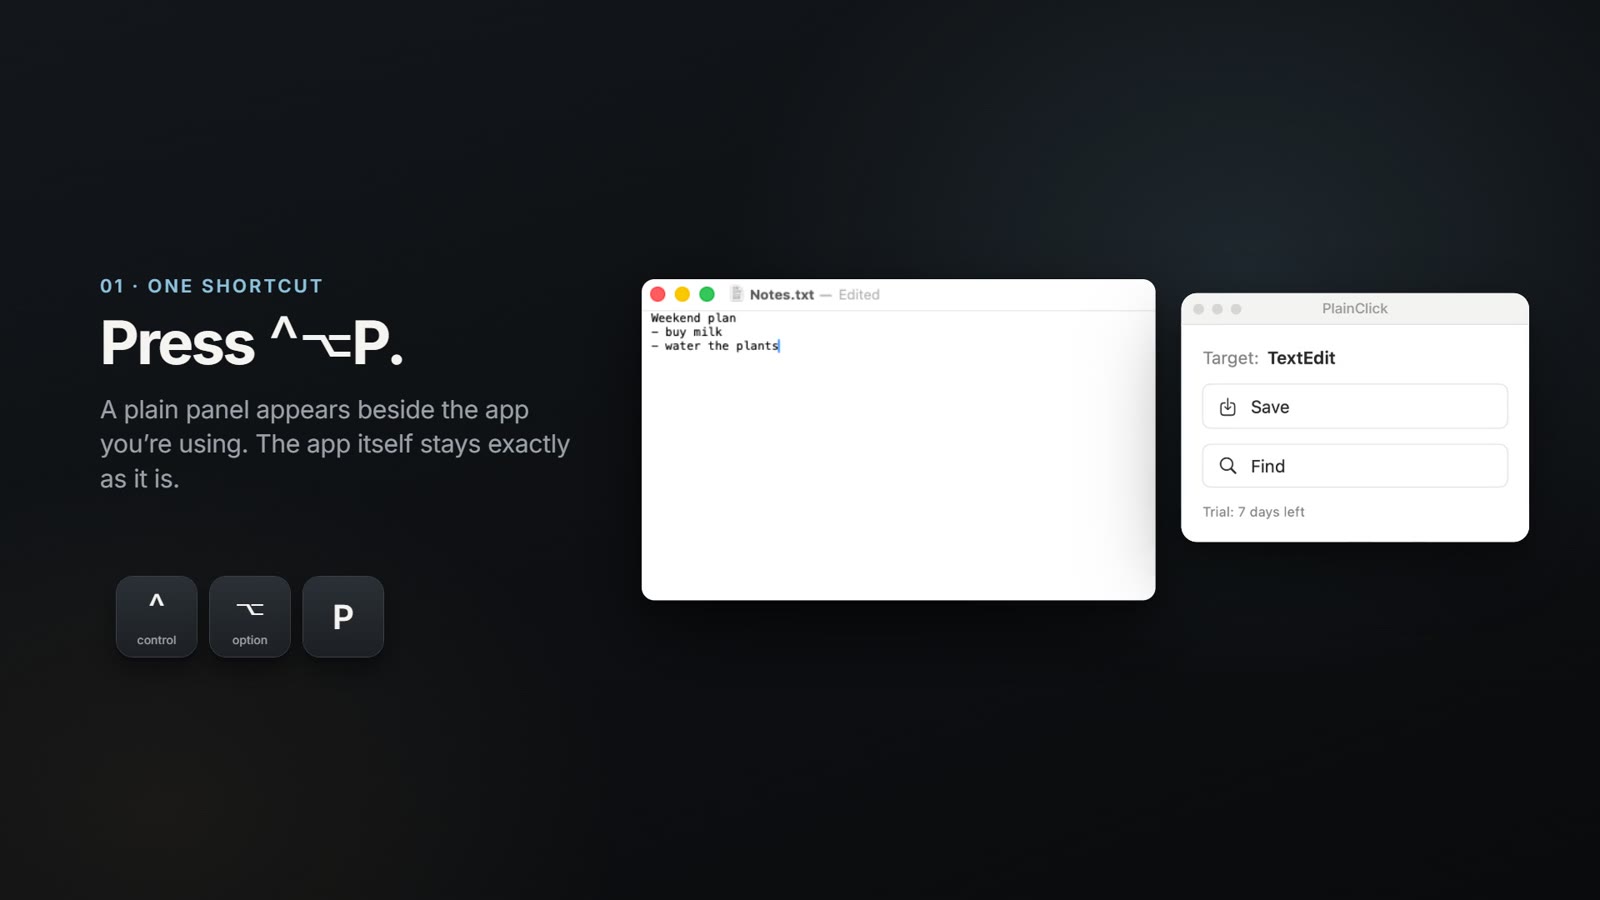 01 · ONE SHORTCUT
Press ^⌥P.
A plain panel appears beside the app
you’re using. The app itself stays exactly
as it is.
^
control
⌥
option
P
Notes.txt — Edited
Weekend plan
– buy milk
– water the plants
PlainClick
Target: TextEdit
Save
Find
Trial: 7 days left